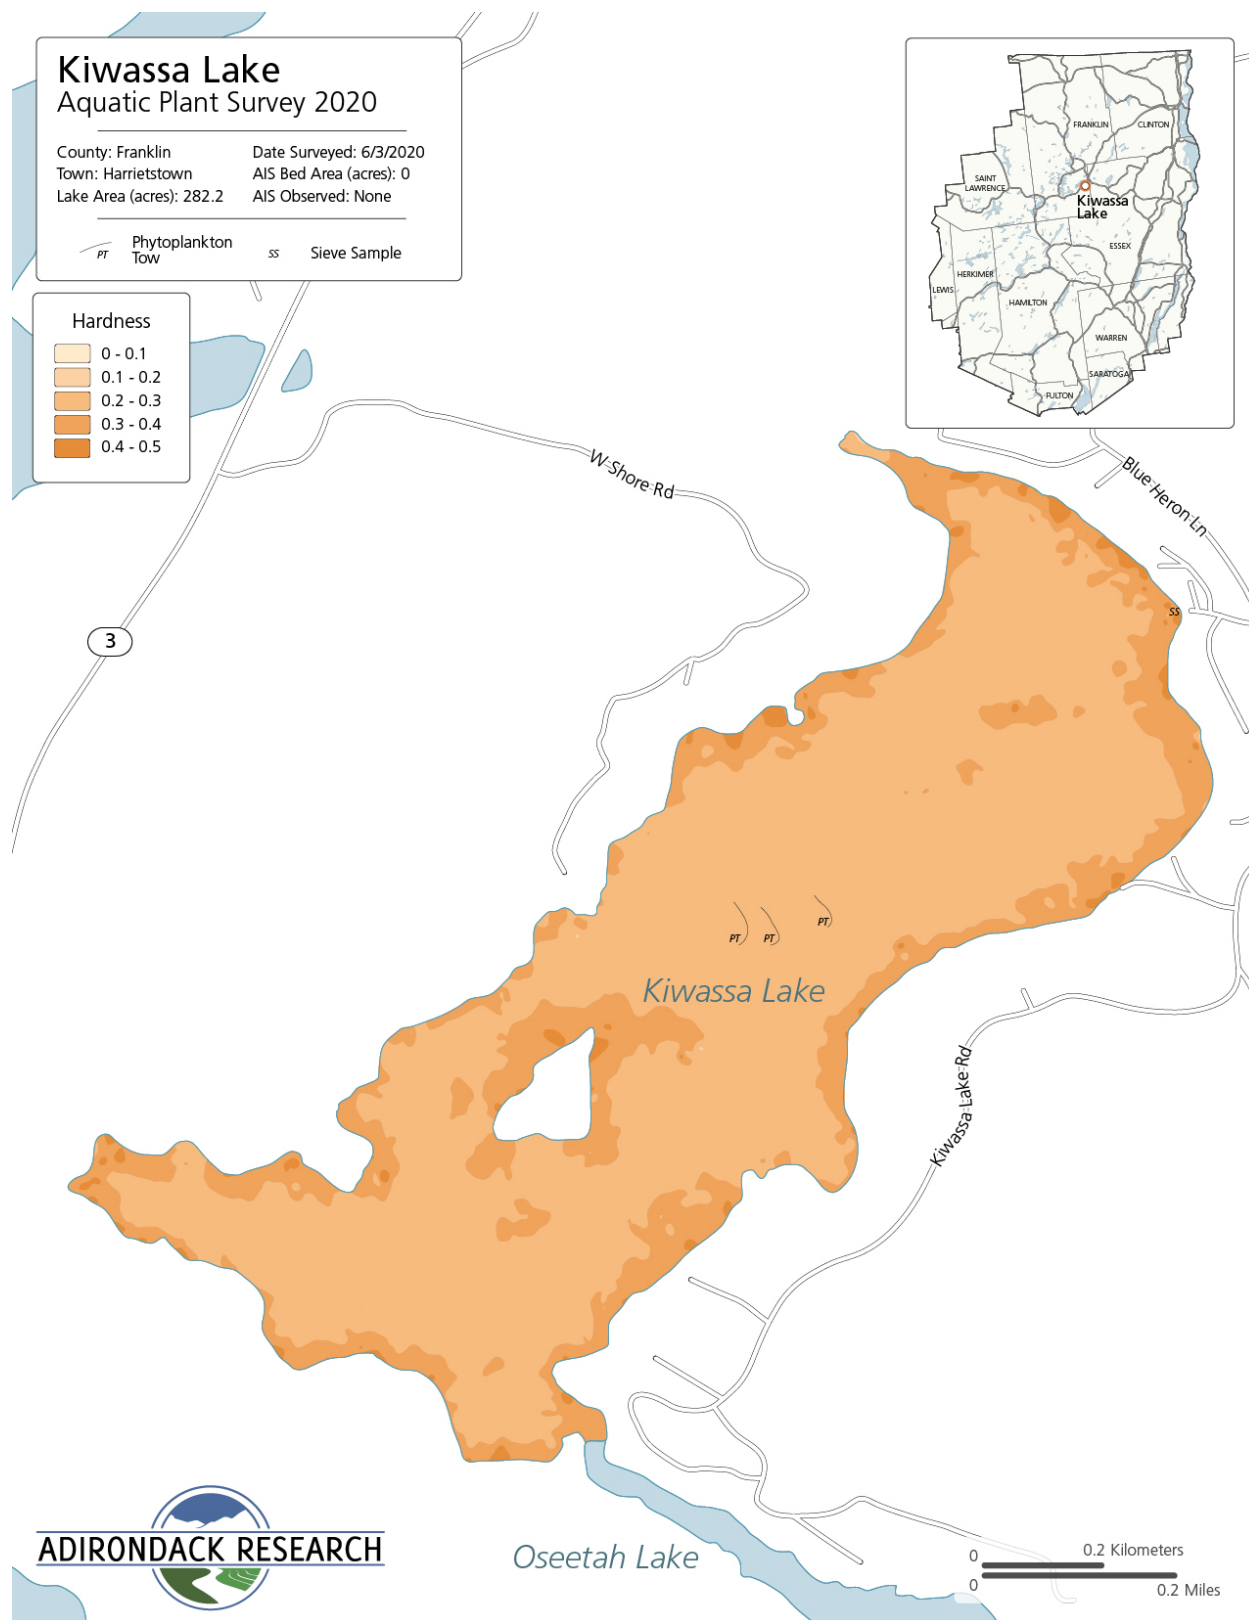 Kiwassa Lake
Aquatic Plant Survey 2020
County: Franklin
Town: Harrietstown
Lake Area (acres): 282.2
Date Surveyed: 6/3/2020
AIS Bed Area (acres): 0
AIS Observed: None
PT
Phytoplankton
Tow
SS
Sieve Sample
Hardness
0 - 0.1
0.1 - 0.2
0.2 - 0.3
0.3 - 0.4
0.4 - 0.5
FRANKLIN
CLINTON
SAINT
LAWRENCE
Kiwassa
Lake
ESSEX
HERKIMER
LEWIS
HAMILTON
WARREN
SARATOGA
FULTON
W Shore Rd
Blue Heron Ln
SS
3
PT
PT
PT
Kiwassa Lake
Kiwassa Lake Rd
ADIRONDACK RESEARCH
Oseetah Lake
0
0.2 Kilometers
0
0.2 Miles